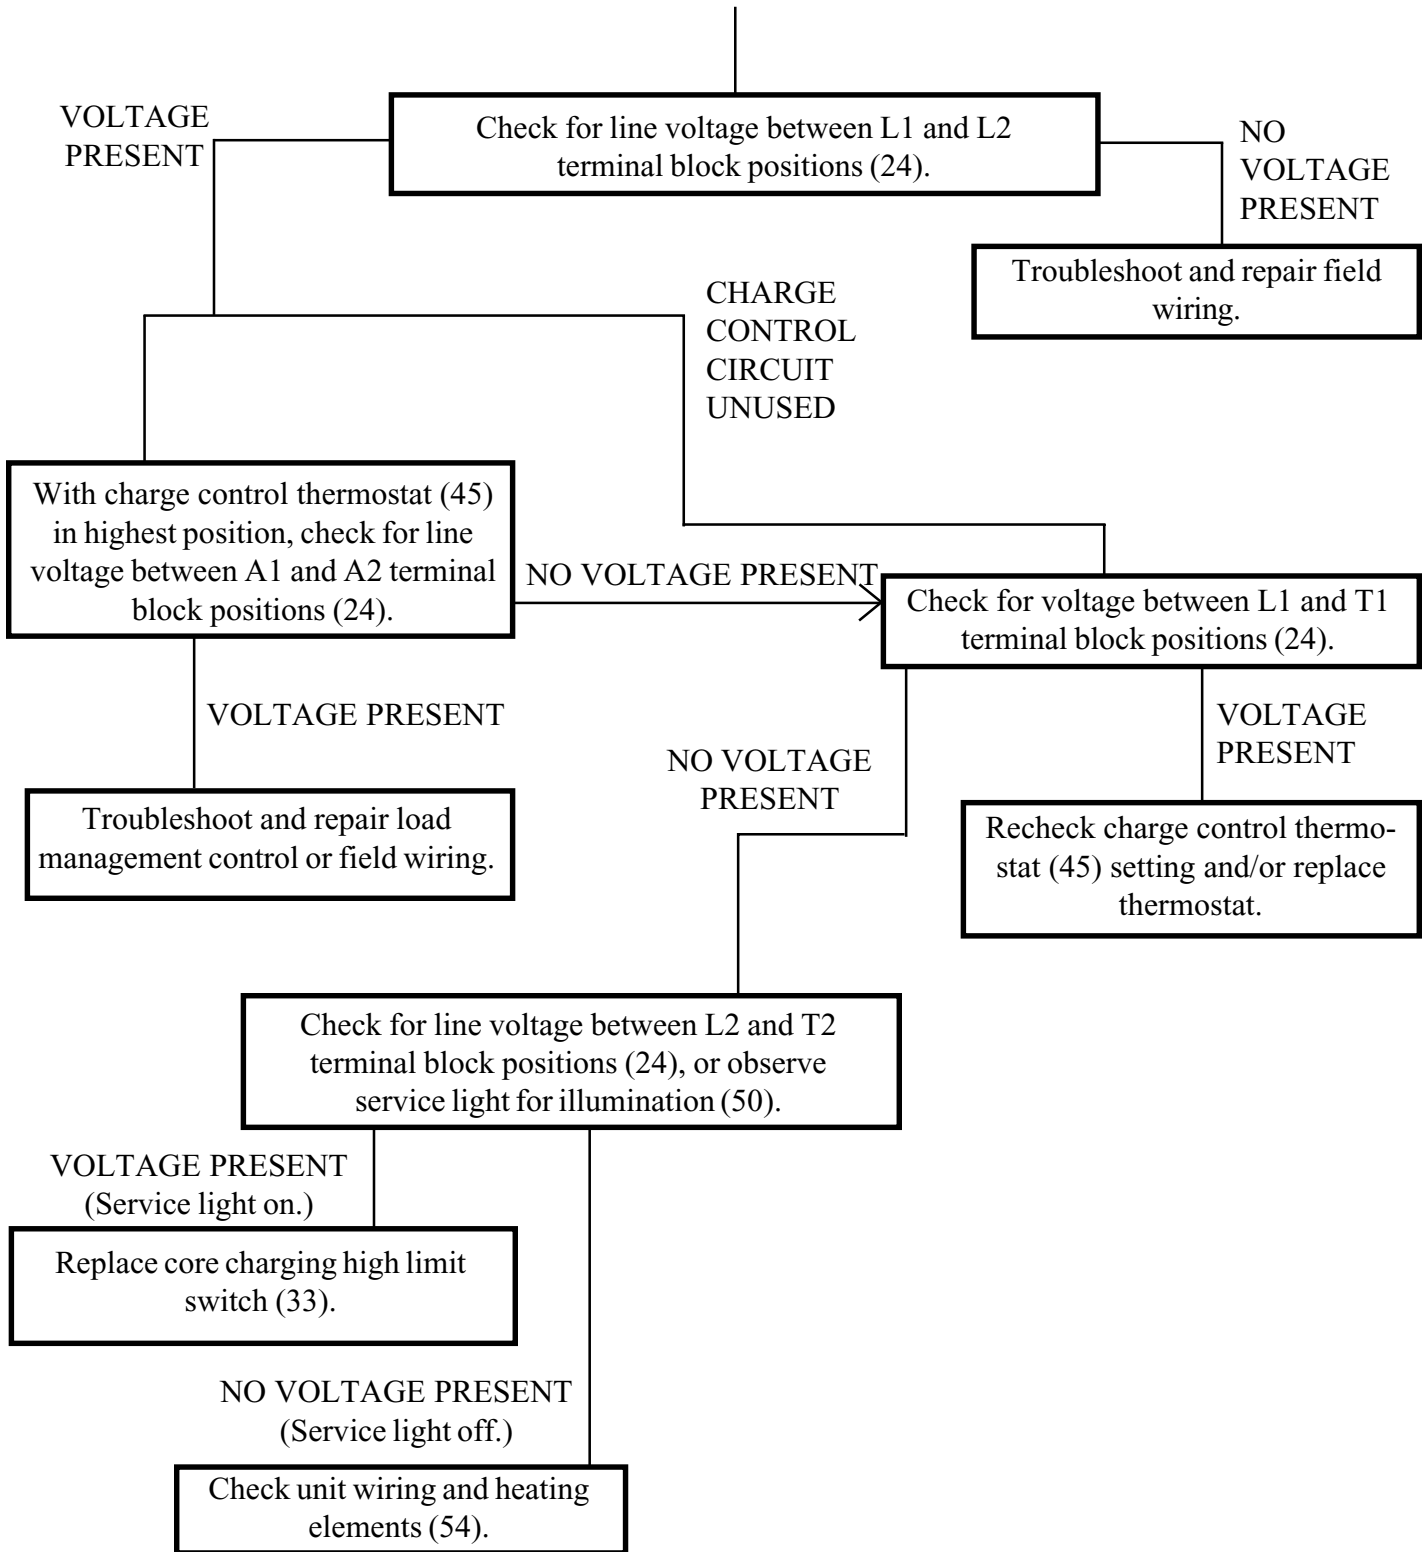 VOLTAGE
PRESENT
Check for line voltage between L1 and L2
terminal block positions (24).
NO
VOLTAGE
PRESENT
Troubleshoot and repair field
wiring.
CHARGE
CONTROL
CIRCUIT
UNUSED
With charge control thermostat (45)
in highest position, check for line
voltage between A1 and A2 terminal
block positions (24).
NO VOLTAGE PRESENT
Check for voltage between L1 and T1
terminal block positions (24).
VOLTAGE PRESENT
Troubleshoot and repair load
management control or field wiring.
NO VOLTAGE
PRESENT
VOLTAGE
PRESENT
Recheck charge control thermo-
stat (45) setting and/or replace
thermostat.
Check for line voltage between L2 and T2
terminal block positions (24), or observe
service light for illumination (50).
VOLTAGE PRESENT
(Service light on.)
Replace core charging high limit
switch (33).
NO VOLTAGE PRESENT
(Service light off.)
Check unit wiring and heating
elements (54).